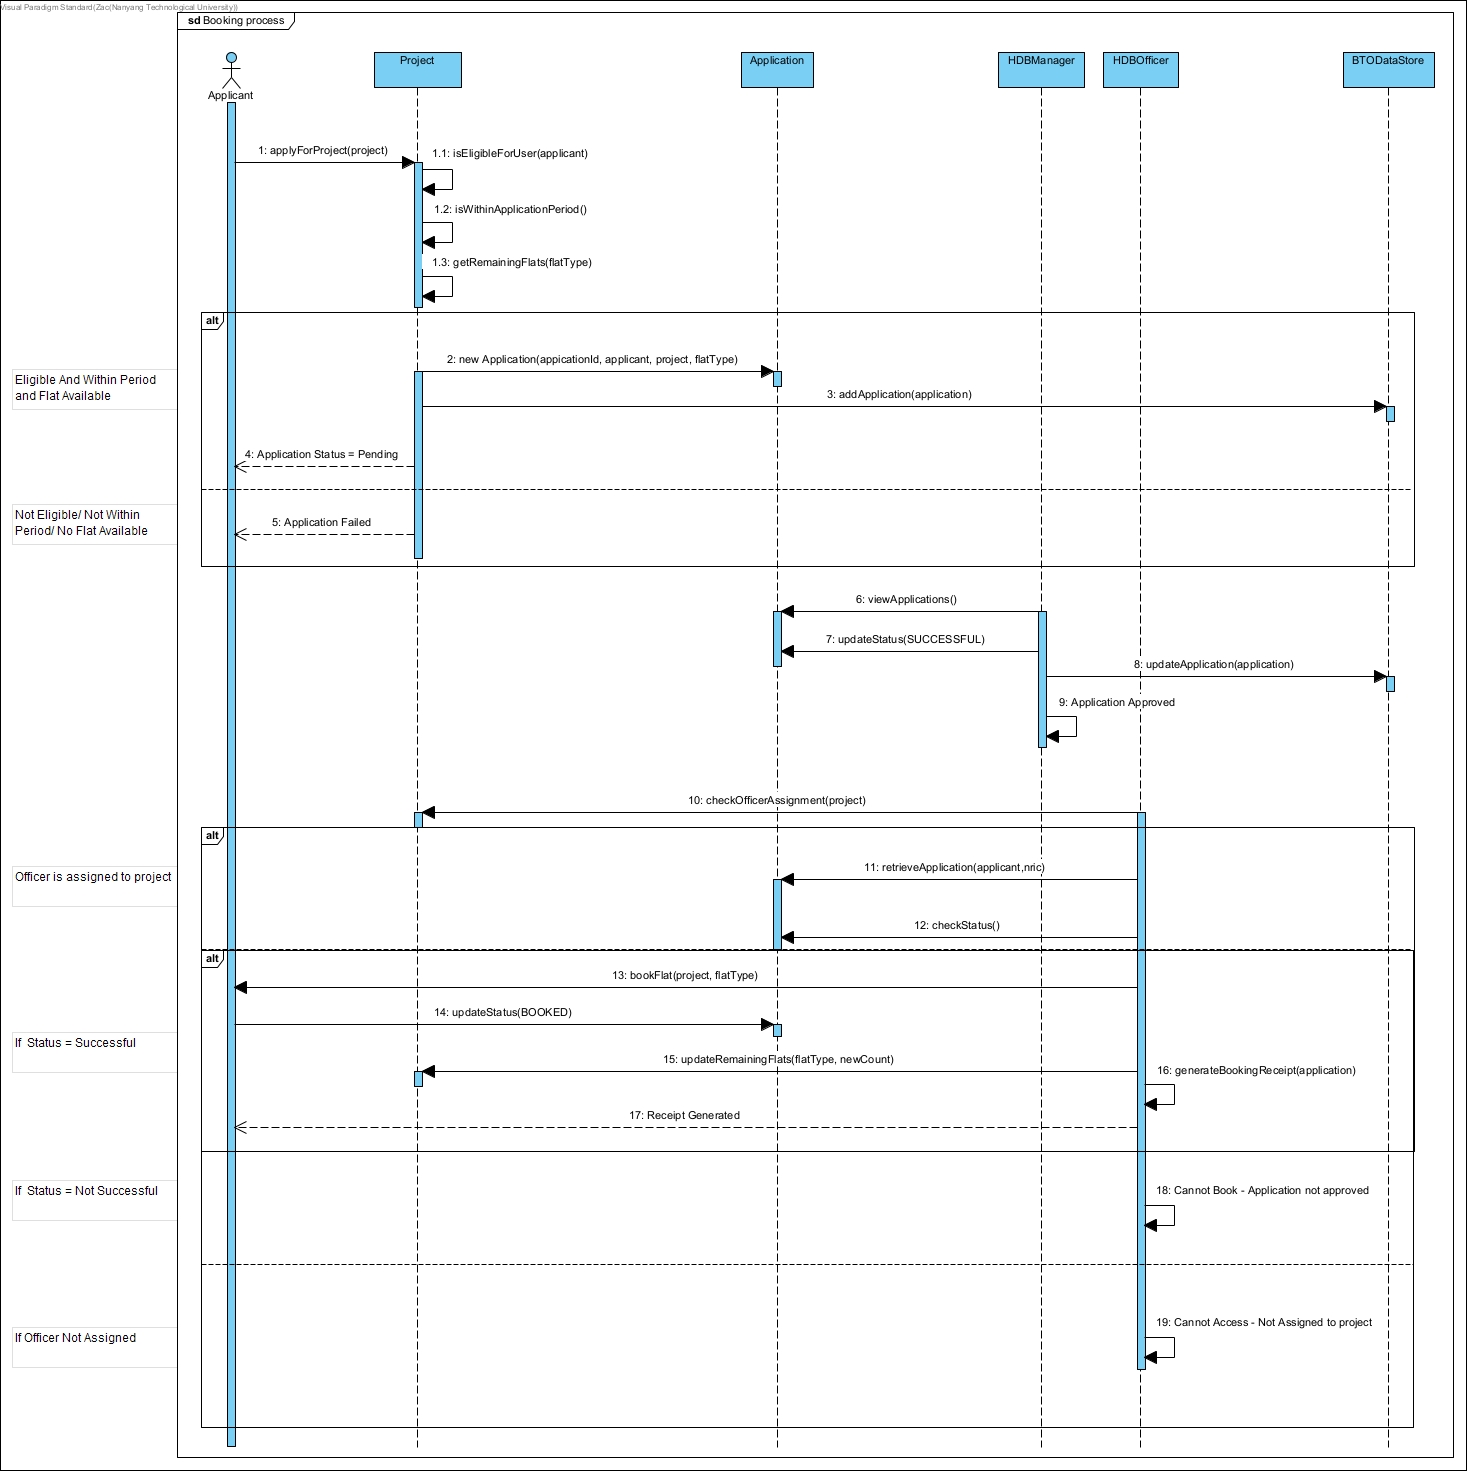 Visual Paradigm Standard(Zac(Nanyang Technological University))
sd Booking process
Applicant
Project
Application
HDBManager
HDBOfficer
BTODataStore
1: applyForProject(project)
1.1: isEligibleForUser(applicant)
1.2: isWithinApplicationPeriod()
1.3: getRemainingFlats(flatType)
alt
2: new Application(appicationId, applicant, project, flatType)
Eligible And Within Period
and Flat Available
3: addApplication(application)
4: Application Status = Pending
Not Eligible/ Not Within
Period/ No Flat Available
5: Application Failed
6: viewApplications()
7: updateStatus(SUCCESSFUL)
8: updateApplication(application)
9: Application Approved
10: checkOfficerAssignment(project)
alt
Officer is assigned to project
11: retrieveApplication(applicant,nric)
12: checkStatus()
alt
13: bookFlat(project, flatType)
14: updateStatus(BOOKED)
If  Status = Successful
15: updateRemainingFlats(flatType, newCount)
16: generateBookingReceipt(application)
17: Receipt Generated
If  Status = Not Successful
18: Cannot Book - Application not approved
19: Cannot Access - Not Assigned to project
If Officer Not Assigned